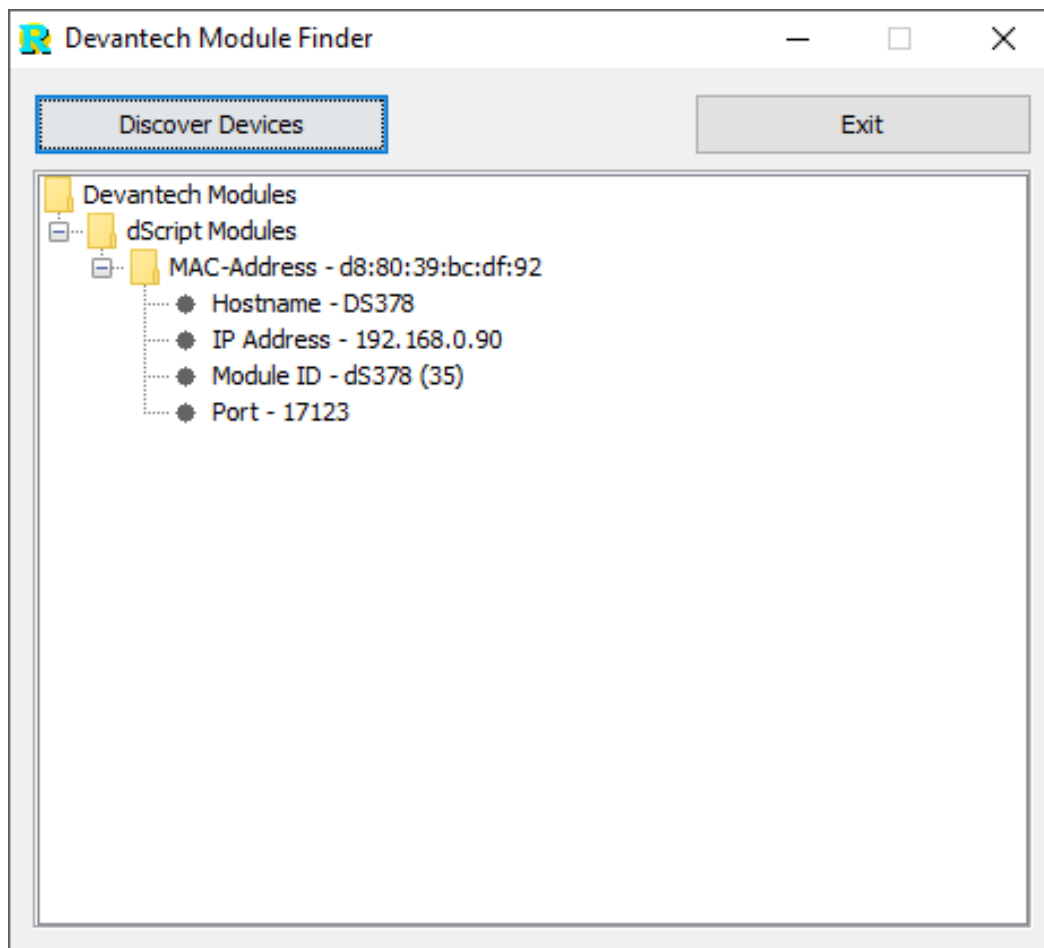 Devantech Module Finder
Discover Devices
Exit
Devantech Modules
dScript Modules
MAC-Address - d8:80:39:bc:df:92
Hostname - DS378
IP Address - 192.168.0.90
Module ID - dS378 (35)
Port - 17123